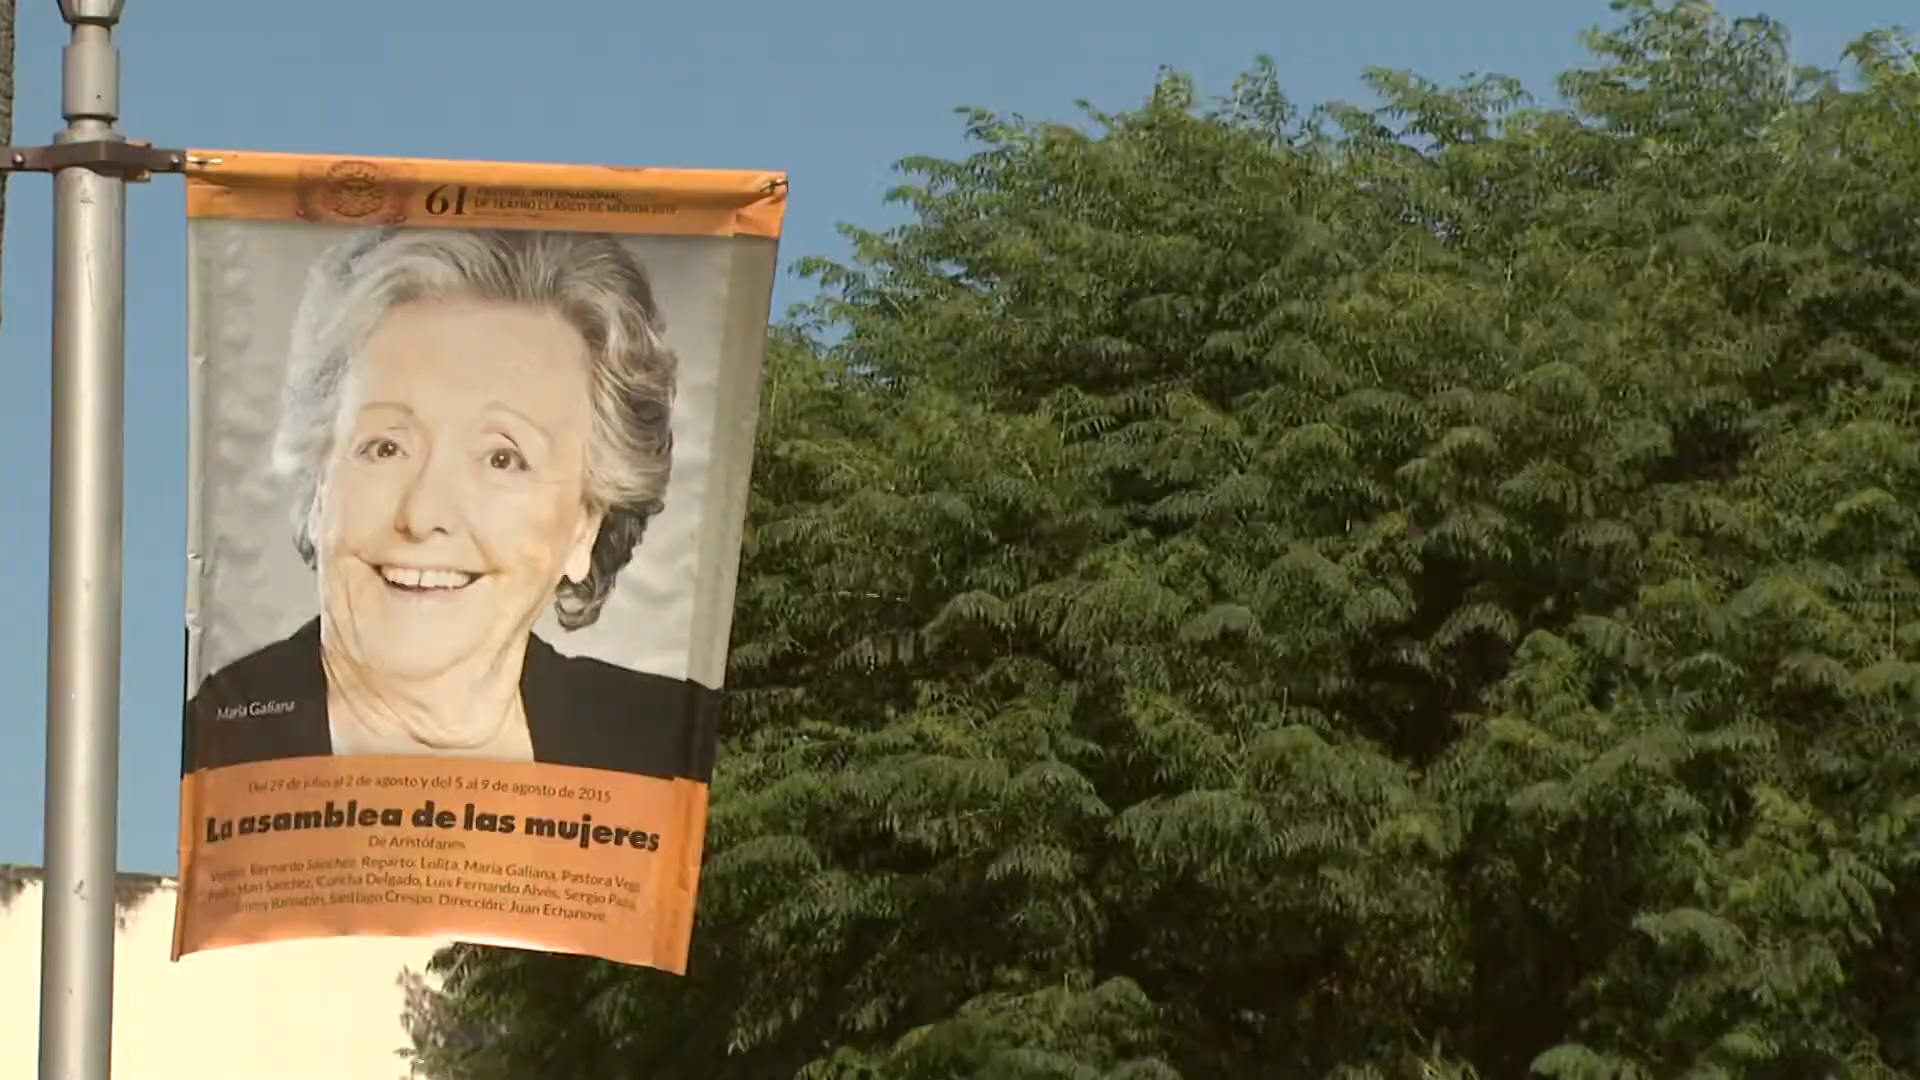 61 FESTIVAL INTERNACIONAL
DE TEATRO CLÁSICO DE MÉRIDA 2015
María Galiana
Del 29 de julio al 2 de agosto y del 5 al 9 de agosto de 2015
La asamblea de las mujeres
De Aristófanes
Versión: Bernardo Sánchez. Reparto: Lolita, María Galiana, Pastora Vega,
Pedro Mari Sánchez, Concha Delgado, Luis Fernando Alvés, Sergio Pazos,
Barnatán, Santiago Crespo. Dirección: Juan Echanove